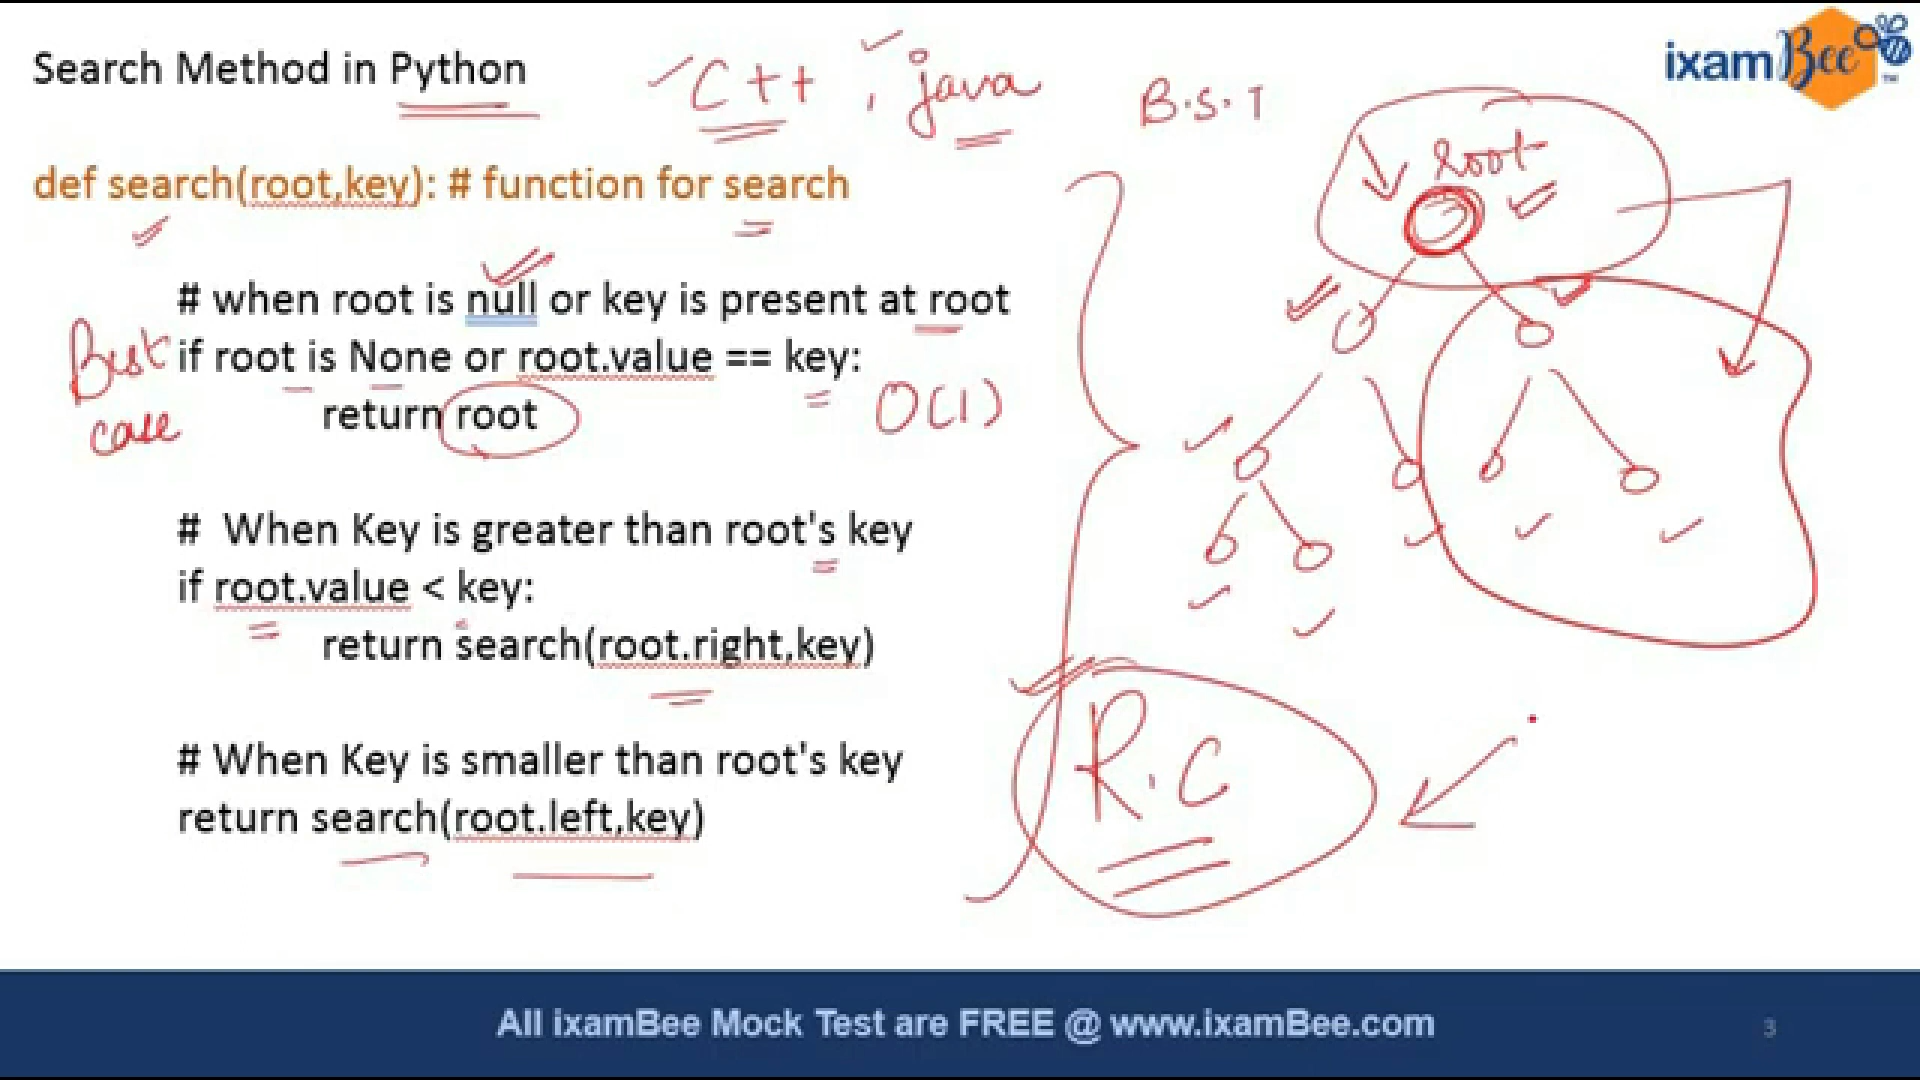 Search Method in Python
C++, java
B.S.T
ixamBee
TM
root
def search(root,key): # function for search
# when root is null or key is present at root
Best case
if root is None or root.value == key:
O(1)
return root
# When Key is greater than root's key
if root.value < key:
return search(root.right,key)
R.C
# When Key is smaller than root's key
return search(root.left,key)
All ixamBee Mock Test are FREE @ www.ixamBee.com
3